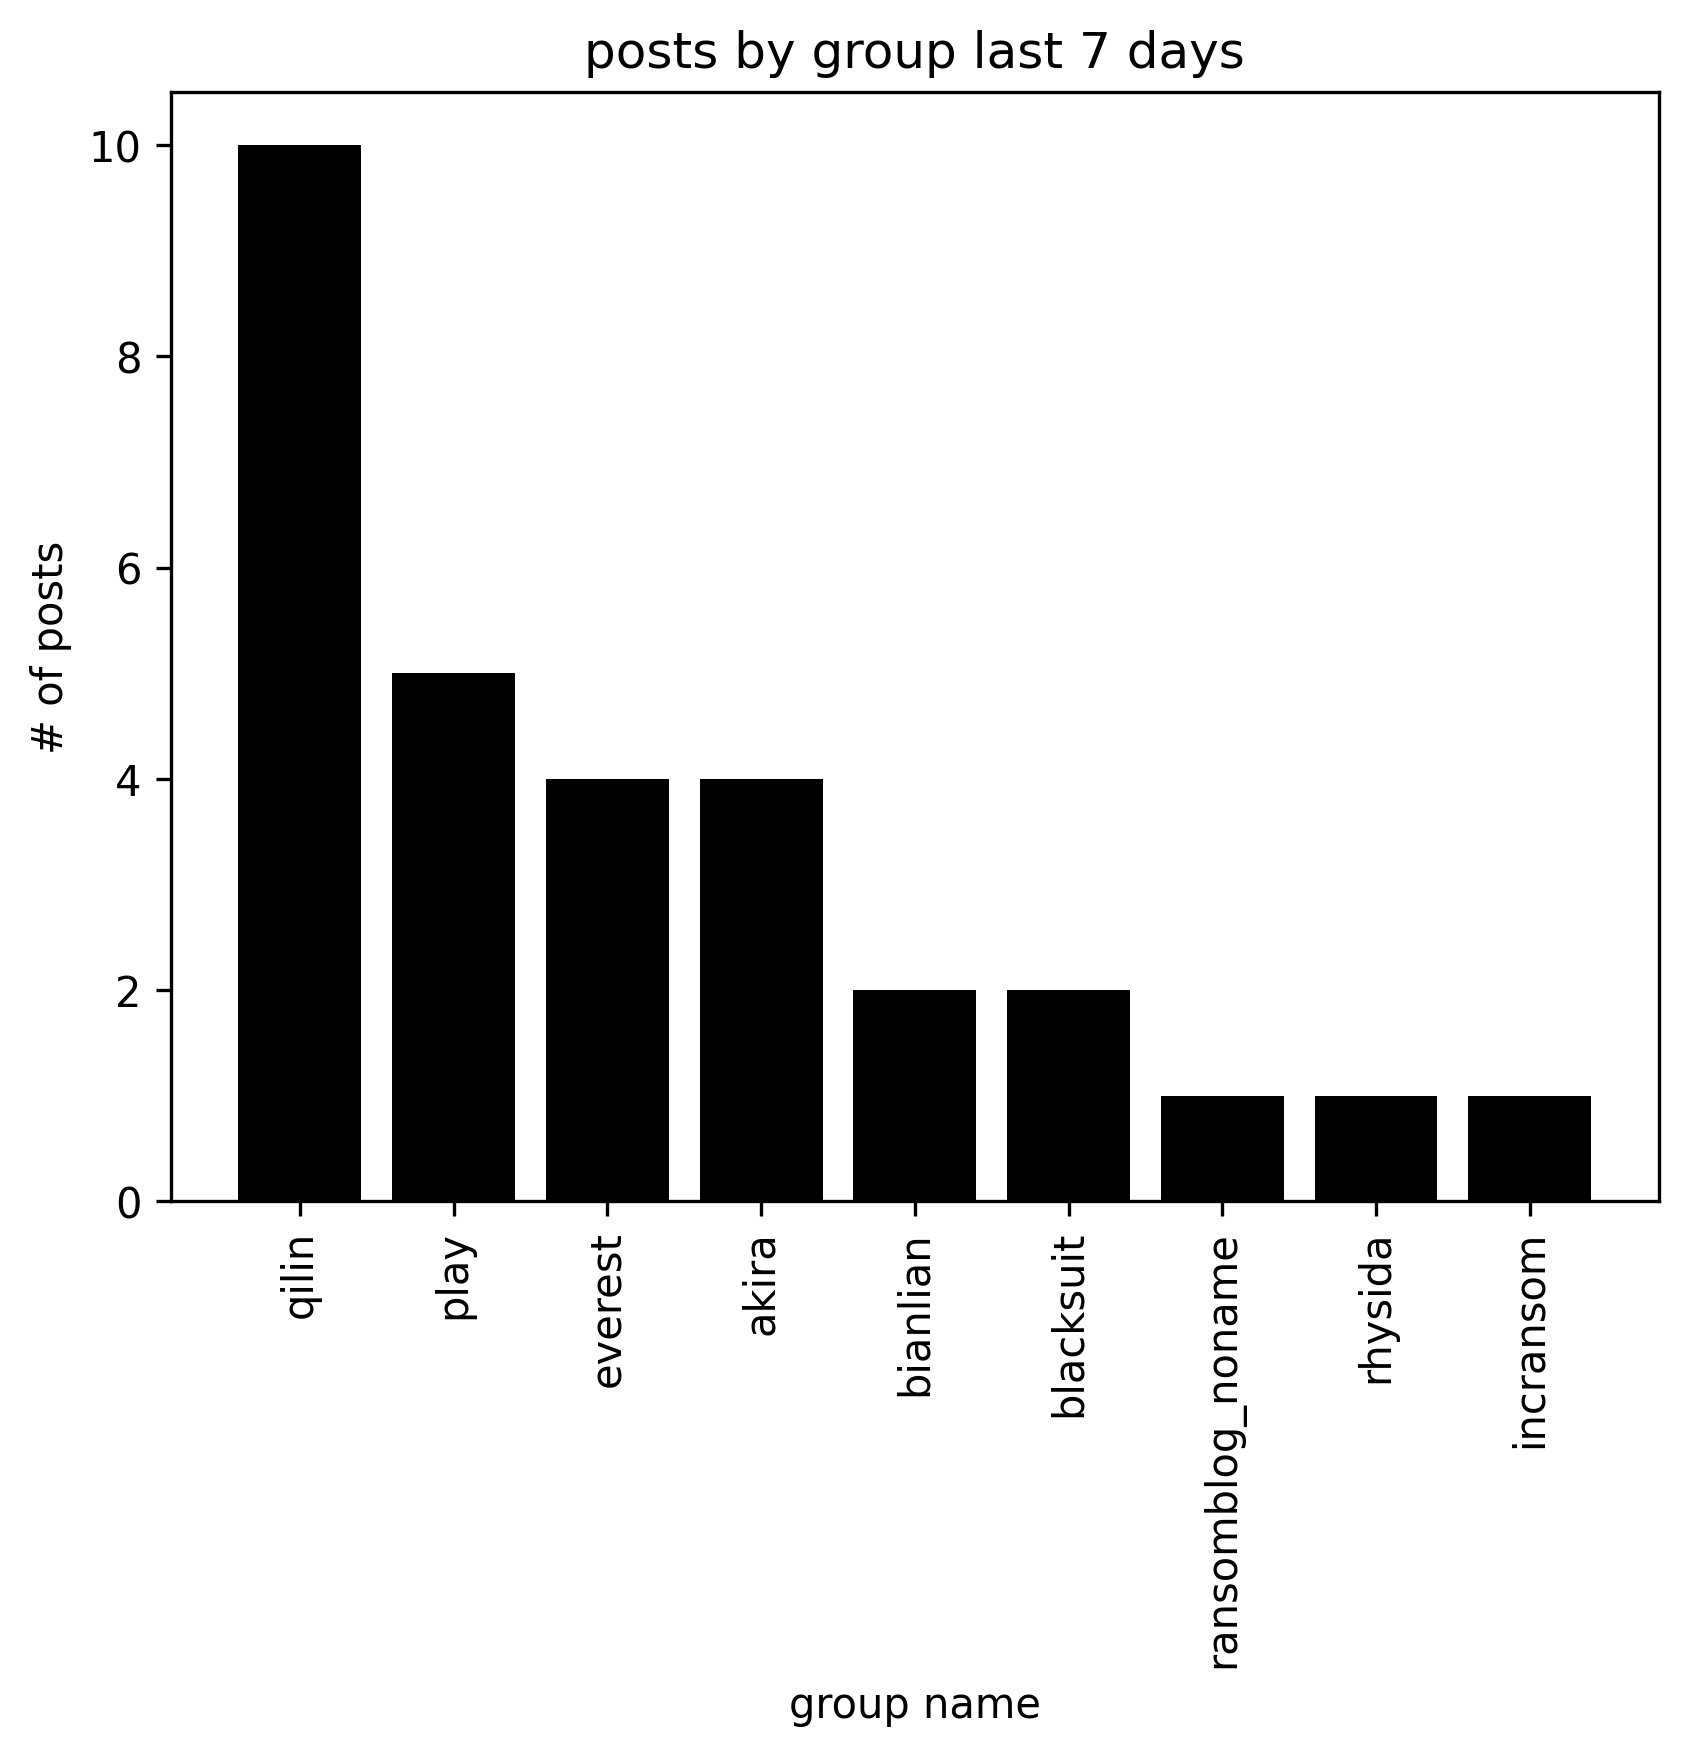 posts by group last 7 days
# of posts
10
8
6
4
2
0
qilin
play
everest
akira
bianlian
blacksuit
ransomblog_noname
rhysida
incransom
group name